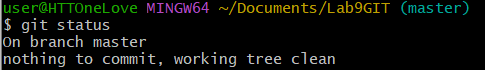 user@HTTOneLove MINGW64 ~/Documents/Lab9GIT (master)
$ git status
On branch master
nothing to commit, working tree clean